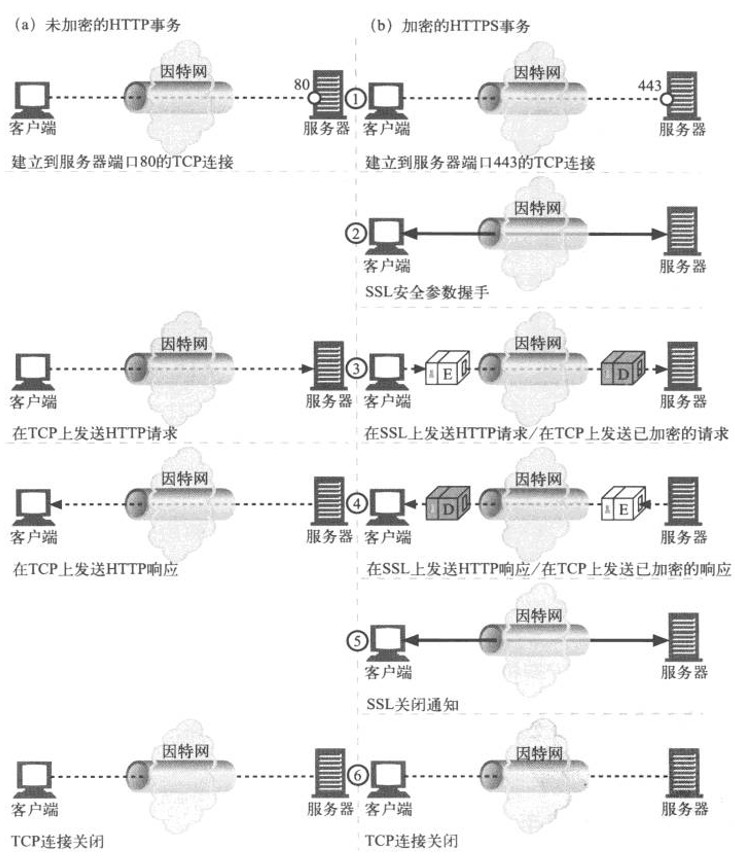 (a) 未加密的HTTP事务
(b) 加密的HTTPS事务
因特网
80
客户端
服务器
建立到服务器端口80的TCP连接
①
因特网
443
客户端
服务器
建立到服务器端口443的TCP连接
②
因特网
客户端
服务器
SSL安全参数握手
因特网
客户端
服务器
在TCP上发送HTTP请求
③
因特网
E
D
客户端
服务器
在SSL上发送HTTP请求/在TCP上发送已加密的请求
因特网
客户端
服务器
在TCP上发送HTTP响应
④
因特网
D
E
客户端
服务器
在SSL上发送HTTP响应/在TCP上发送已加密的响应
⑤
因特网
客户端
服务器
SSL关闭通知
因特网
客户端
服务器
TCP连接关闭
⑥
因特网
客户端
服务器
TCP连接关闭